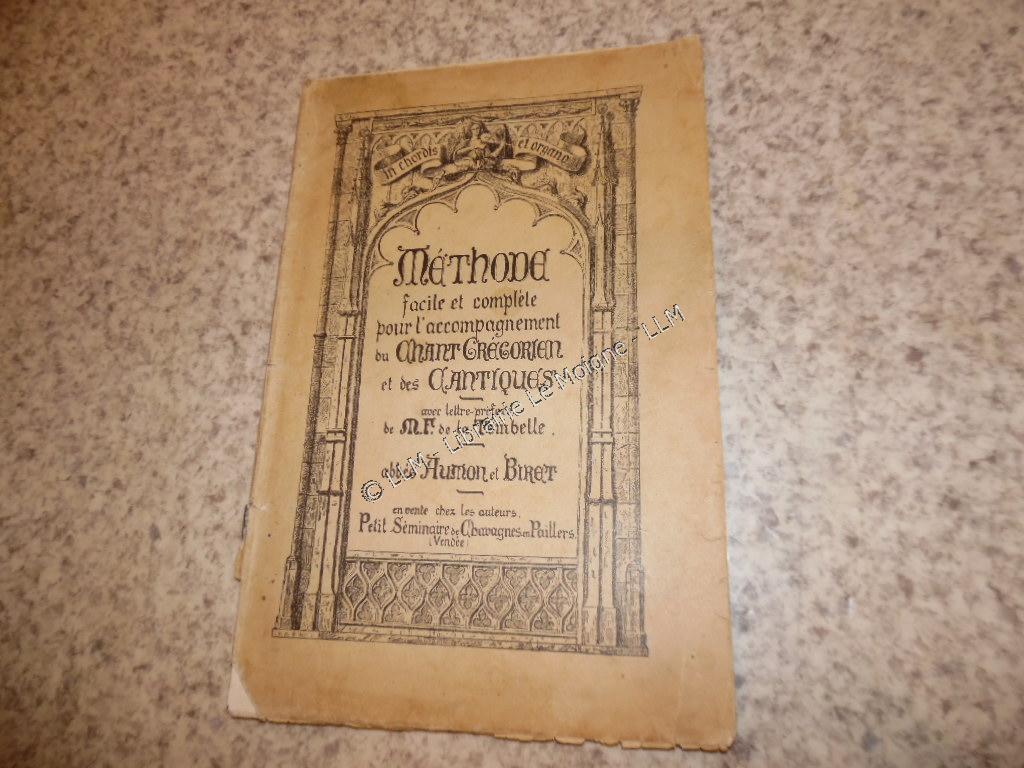 In chordis et organo
Méthode
facile et complète
pour l'accompagnement
du Chant Grégorien
et des Cantiques
avec lettre-préface
de M.F. de la Tombelle.
abbés Aumon et Biret
en vente chez les auteurs,
Petit Séminaire de Chavagnes en Paillers
(Vendée)
© LLM - Librairie Le Moigne - LLM